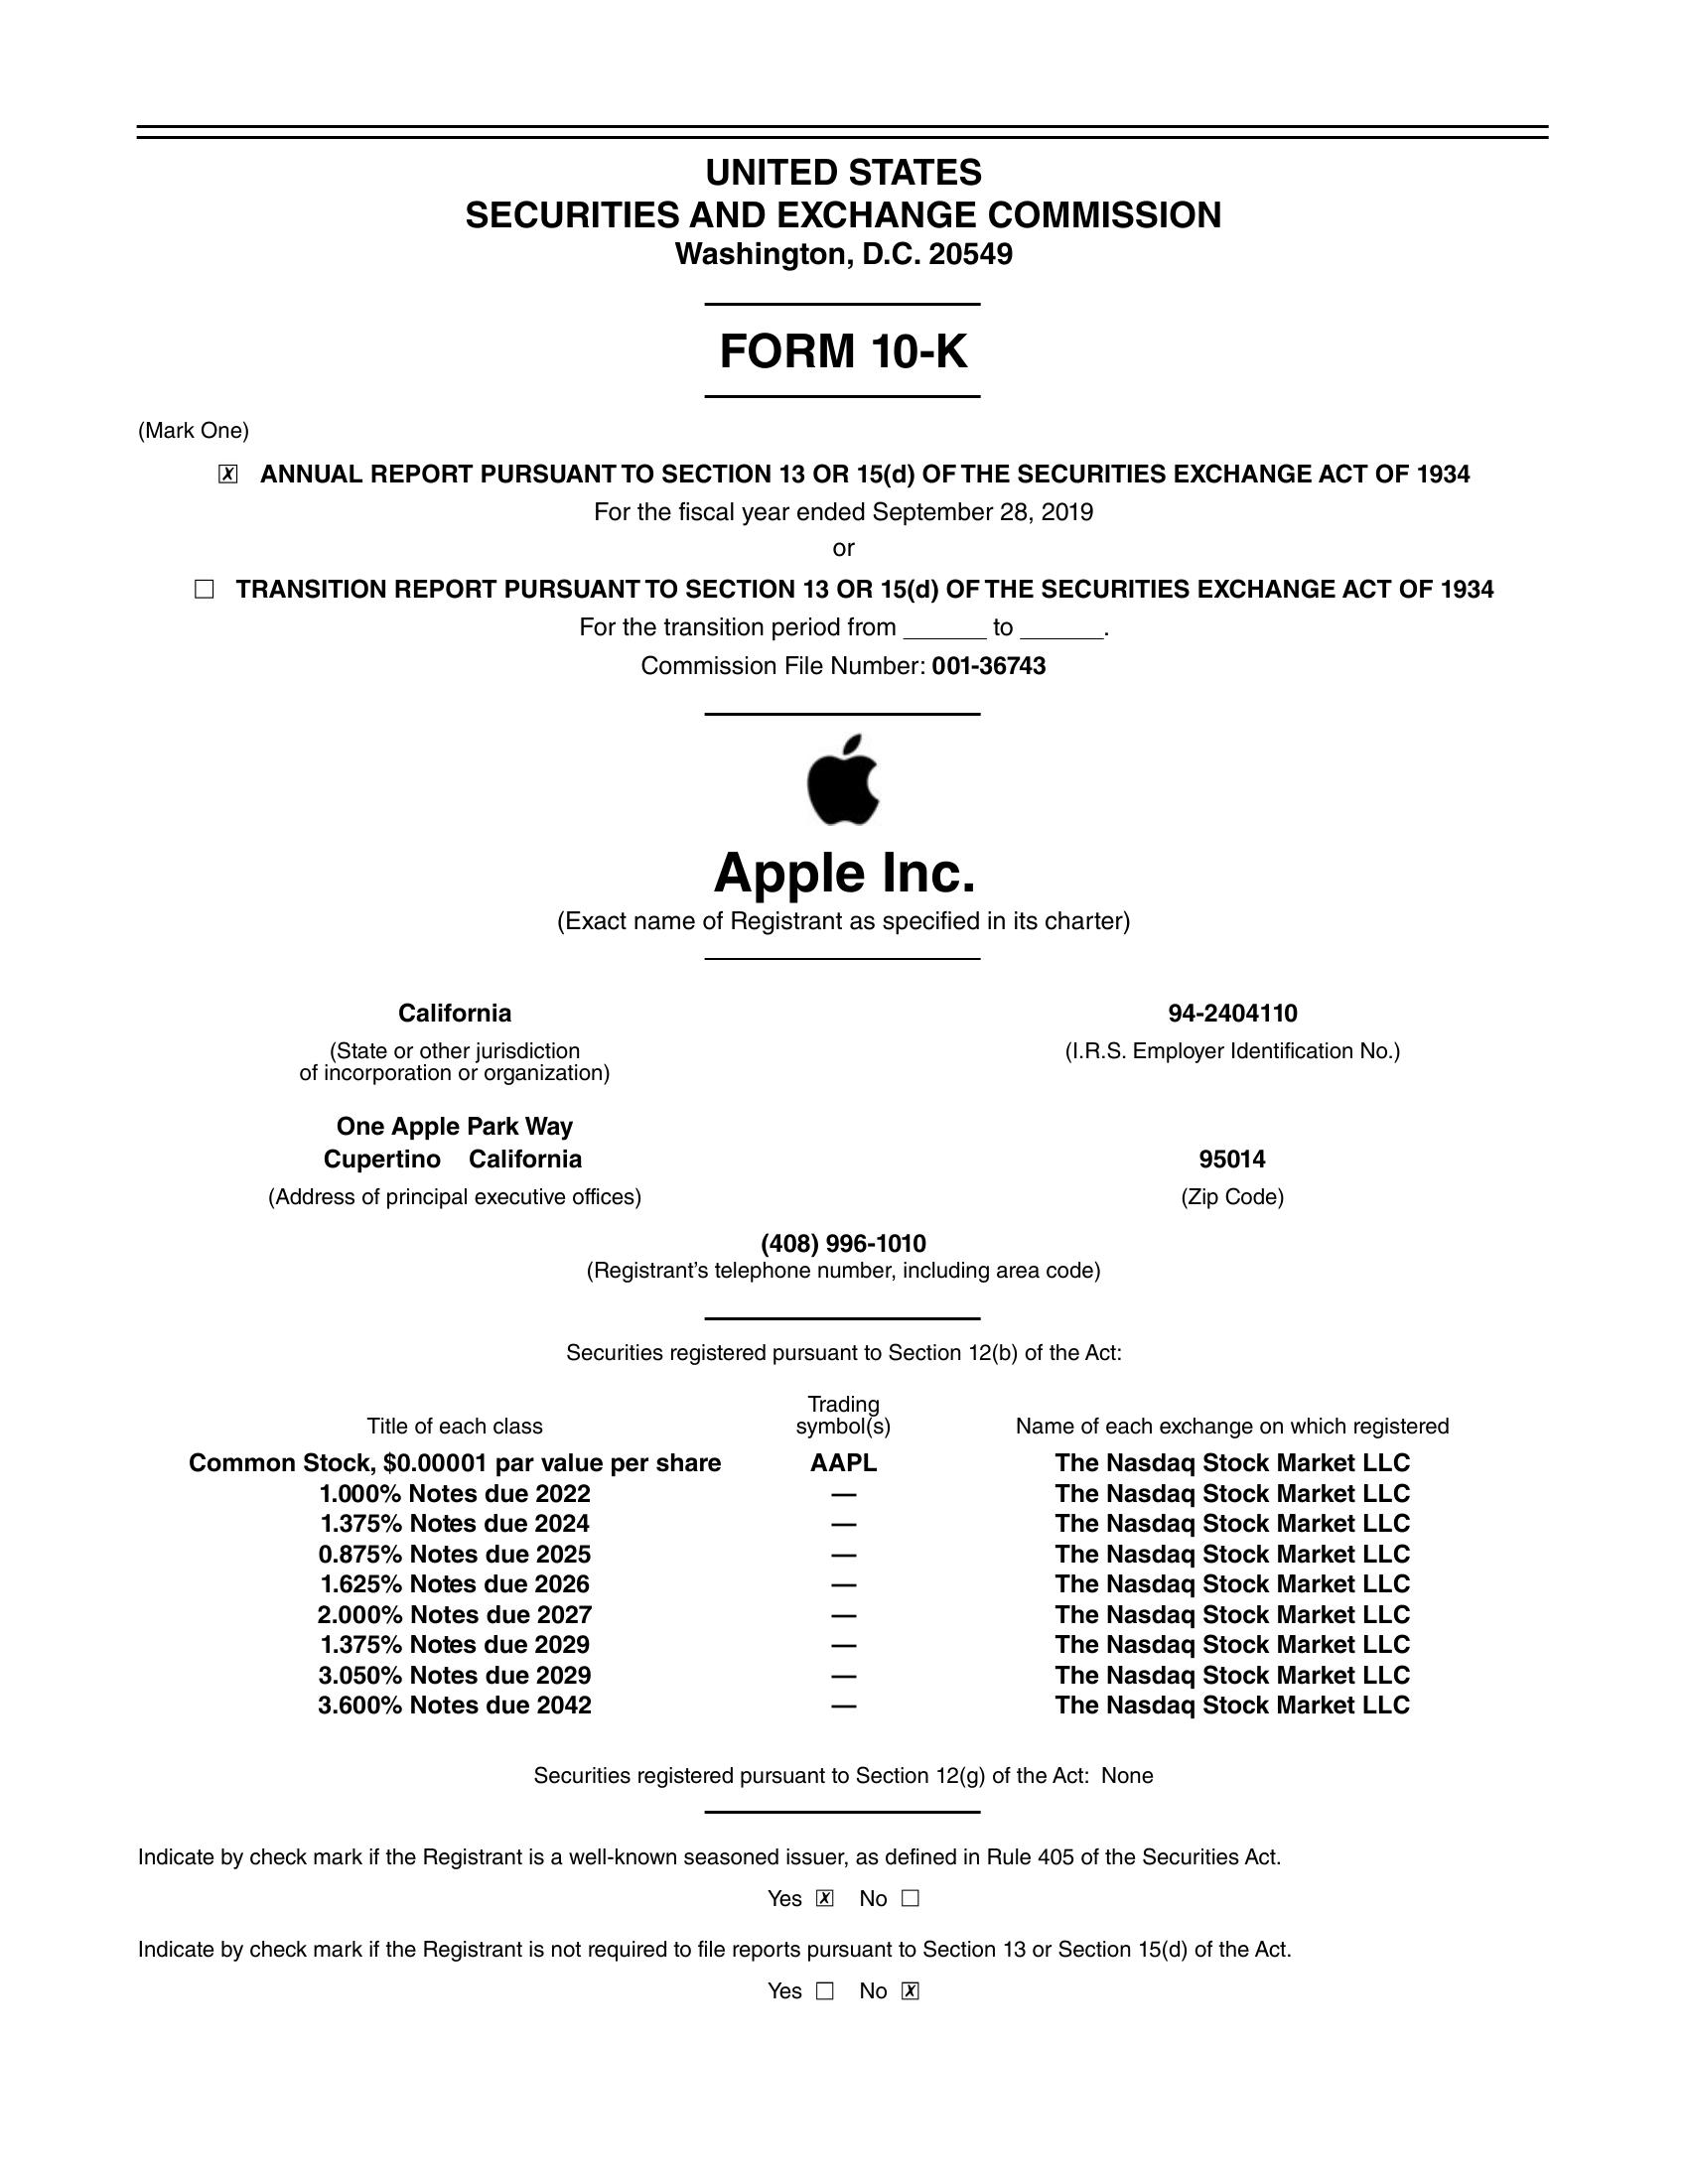 UNITED STATES
SECURITIES AND EXCHANGE COMMISSION
Washington, D.C. 20549
FORM 10-K
(Mark One)
☒ ANNUAL REPORT PURSUANT TO SECTION 13 OR 15(d) OF THE SECURITIES EXCHANGE ACT OF 1934
For the fiscal year ended September 28, 2019
or
☐ TRANSITION REPORT PURSUANT TO SECTION 13 OR 15(d) OF THE SECURITIES EXCHANGE ACT OF 1934
For the transition period from ______ to ______.
Commission File Number: 001-36743
Apple Inc.
(Exact name of Registrant as specified in its charter)
California 94-2404110
(State or other jurisdiction (I.R.S. Employer Identification No.)
of incorporation or organization)
One Apple Park Way
Cupertino California 95014
(Address of principal executive offices) (Zip Code)
(408) 996-1010
(Registrant’s telephone number, including area code)
Securities registered pursuant to Section 12(b) of the Act:
Trading
Title of each class symbol(s) Name of each exchange on which registered
Common Stock, $0.00001 par value per share AAPL The Nasdaq Stock Market LLC
1.000% Notes due 2022 — The Nasdaq Stock Market LLC
1.375% Notes due 2024 — The Nasdaq Stock Market LLC
0.875% Notes due 2025 — The Nasdaq Stock Market LLC
1.625% Notes due 2026 — The Nasdaq Stock Market LLC
2.000% Notes due 2027 — The Nasdaq Stock Market LLC
1.375% Notes due 2029 — The Nasdaq Stock Market LLC
3.050% Notes due 2029 — The Nasdaq Stock Market LLC
3.600% Notes due 2042 — The Nasdaq Stock Market LLC
Securities registered pursuant to Section 12(g) of the Act: None
Indicate by check mark if the Registrant is a well-known seasoned issuer, as defined in Rule 405 of the Securities Act.
Yes ☒ No ☐
Indicate by check mark if the Registrant is not required to file reports pursuant to Section 13 or Section 15(d) of the Act.
Yes ☐ No ☒